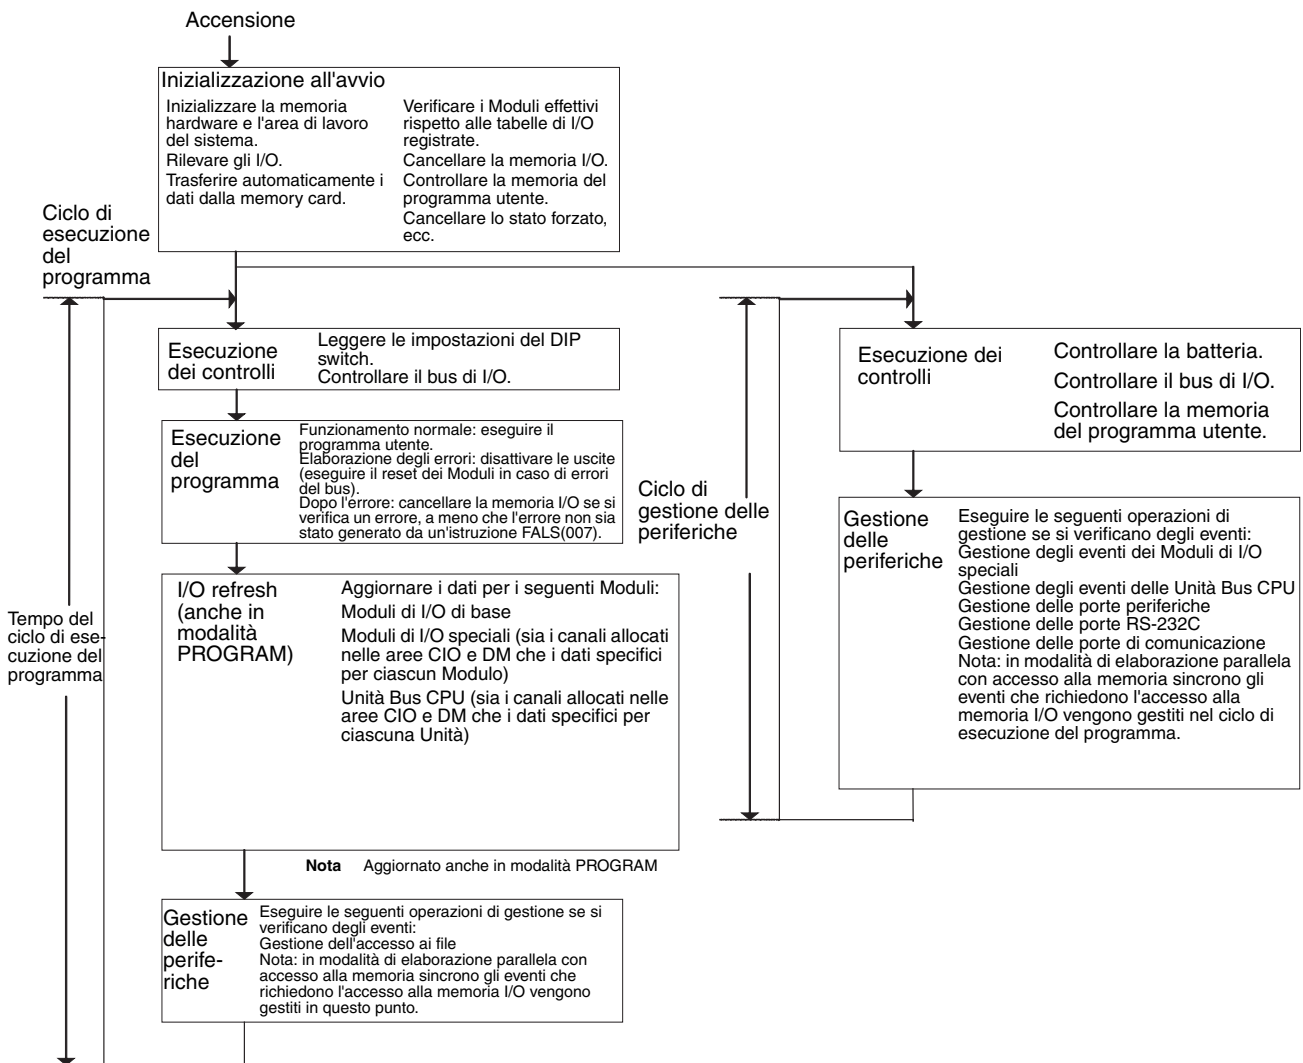 Accensione
Inizializzazione all'avvio
Inizializzare la memoria
hardware e l'area di lavoro
del sistema.
Rilevare gli I/O.
Trasferire automaticamente i
dati dalla memory card.
Verificare i Moduli effettivi
rispetto alle tabelle di I/O
registrate.
Cancellare la memoria I/O.
Controllare la memoria del
programma utente.
Cancellare lo stato forzato,
ecc.
Ciclo di
esecuzione
del
programma
Esecuzione
dei controlli
Leggere le impostazioni del DIP
switch.
Controllare il bus di I/O.
Esecuzione
del
programma
Funzionamento normale: eseguire il
programma utente.
Elaborazione degli errori: disattivare le uscite
(eseguire il reset dei Moduli in caso di errori
del bus).
Dopo l'errore: cancellare la memoria I/O se si
verifica un errore, a meno che l'errore non sia
stato generato da un'istruzione FALS(007).
I/O refresh
(anche in
modalità
PROGRAM)
Aggiornare i dati per i seguenti Moduli:
Moduli di I/O di base
Moduli di I/O speciali (sia i canali allocati
nelle aree CIO e DM che i dati specifici
per ciascun Modulo)
Unità Bus CPU (sia i canali allocati nelle
aree CIO e DM che i dati specifici per
ciascuna Unità)
Tempo del
ciclo di ese-
cuzione del
programma
Nota Aggiornato anche in modalità PROGRAM
Gestione
delle
perife-
riche
Eseguire le seguenti operazioni di gestione se si
verificano degli eventi:
Gestione dell'accesso ai file
Nota: in modalità di elaborazione parallela con
accesso alla memoria sincrono gli eventi che
richiedono l'accesso alla memoria I/O vengono
gestiti in questo punto.
Ciclo di
gestione delle
periferiche
Esecuzione dei
controlli
Controllare la batteria.
Controllare il bus di I/O.
Controllare la memoria
del programma utente.
Gestione
delle
periferiche
Eseguire le seguenti operazioni di
gestione se si verificano degli eventi:
Gestione degli eventi dei Moduli di I/O
speciali
Gestione degli eventi delle Unità Bus CPU
Gestione delle porte periferiche
Gestione delle porte RS-232C
Gestione delle porte di comunicazione
Nota: in modalità di elaborazione parallela
con accesso alla memoria sincrono gli
eventi che richiedono l'accesso alla
memoria I/O vengono gestiti nel ciclo di
esecuzione del programma.